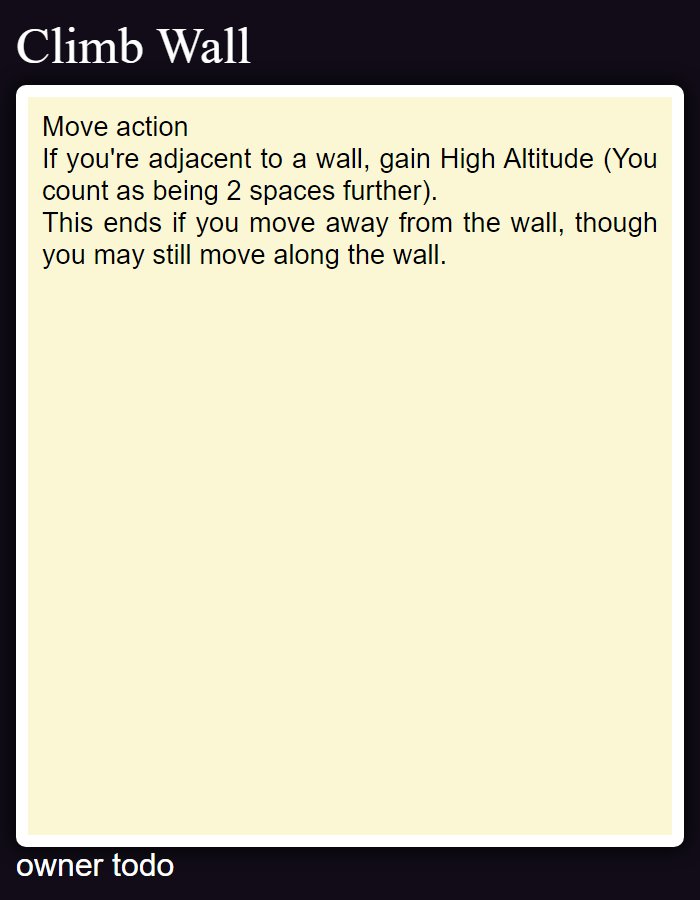 Climb Wall
Move action
If you're adjacent to a wall, gain High Altitude (You
count as being 2 spaces further).
This ends if you move away from the wall, though
you may still move along the wall.
owner todo